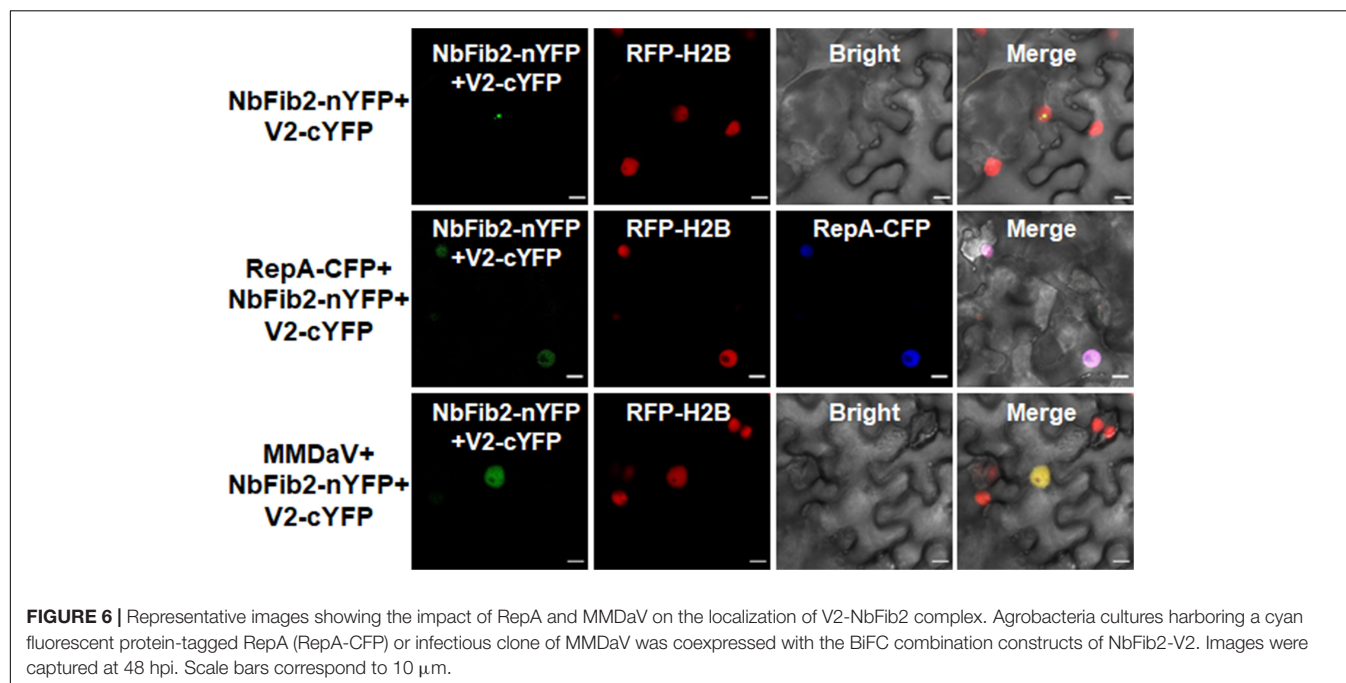 NbFib2-nYFP+
V2-cYFP
NbFib2-nYFP
+V2-cYFP
RFP-H2B
Bright
Merge
RepA-CFP+
NbFib2-nYFP+
V2-cYFP
NbFib2-nYFP
+V2-cYFP
RFP-H2B
RepA-CFP
Merge
MMDaV+
NbFib2-nYFP+
V2-cYFP
NbFib2-nYFP
+V2-cYFP
RFP-H2B
Bright
Merge
FIGURE 6 | Representative images showing the impact of RepA and MMDaV on the localization of V2-NbFib2 complex. Agrobacteria cultures harboring a cyan
fluorescent protein-tagged RepA (RepA-CFP) or infectious clone of MMDaV was coexpressed with the BiFC combination constructs of NbFib2-V2. Images were
captured at 48 hpi. Scale bars correspond to 10 μm.